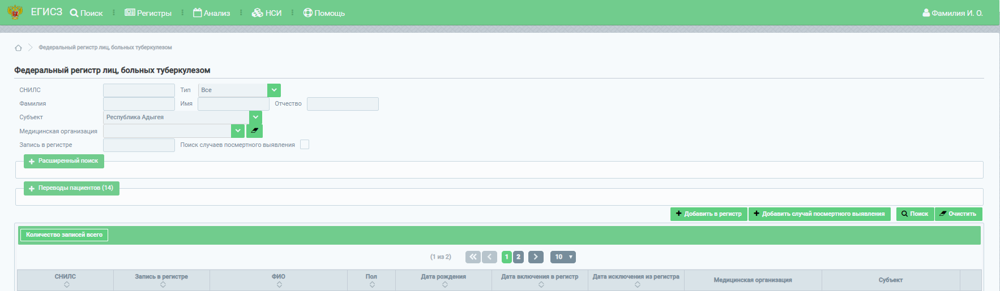 ЕГИСЗ Поиск Регистры Анализ НСИ Помощь Фамилия И. О.
Федеральный регистр лиц, больных туберкулезом
Федеральный регистр лиц, больных туберкулезом
СНИЛС Тип Все
Фамилия Имя Отчество
Субъект Республика Адыгея
Медицинская организация
Запись в регистре Поиск случаев посмертного выявления
Расширенный поиск
Переводы пациентов (14)
Добавить в регистр Добавить случай посмертного выявления Поиск Очистить
Количество записей всего
(1 из 2) 1 2 10
СНИЛС Запись в регистре ФИО Пол Дата рождения Дата включения в регистр Дата исключения из регистра Медицинская организация Субъект